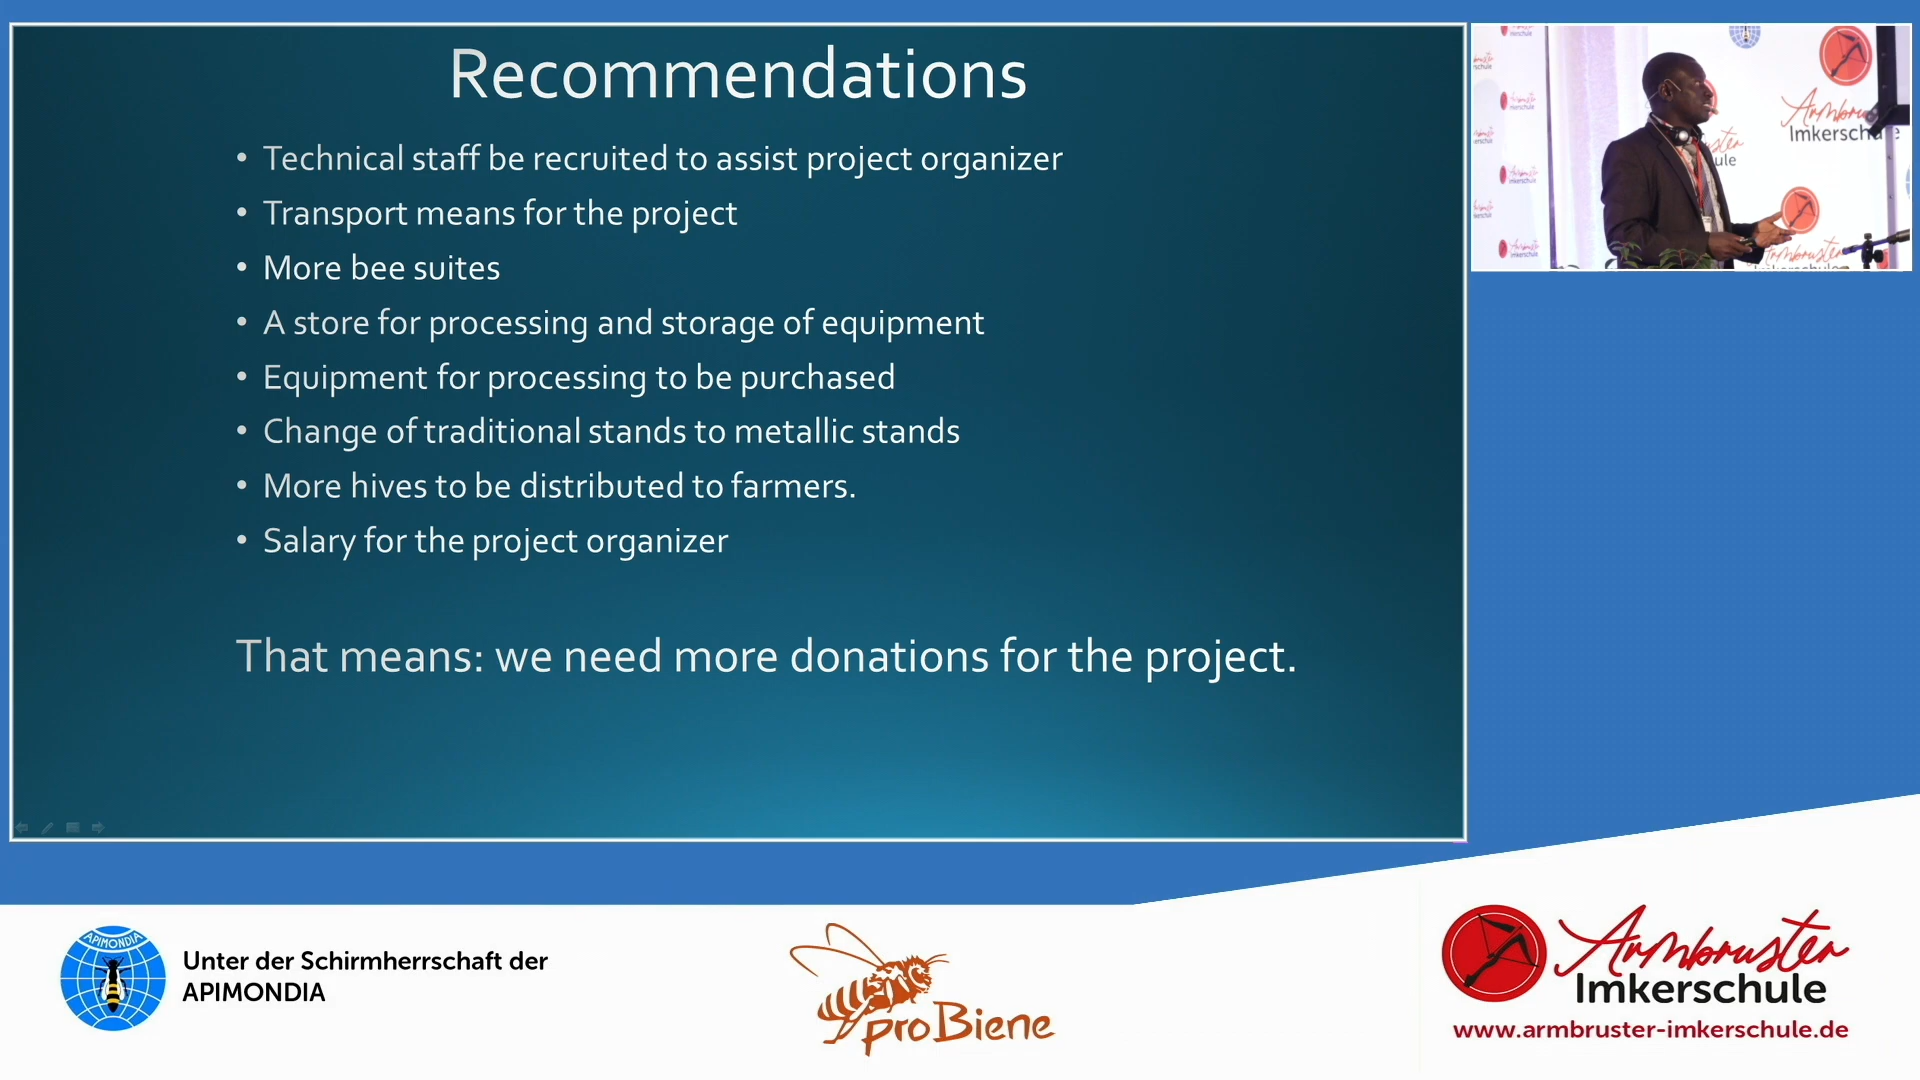 Recommendations
• Technical staff be recruited to assist project organizer
• Transport means for the project
• More bee suites
• A store for processing and storage of equipment
• Equipment for processing to be purchased
• Change of traditional stands to metallic stands
• More hives to be distributed to farmers.
• Salary for the project organizer
That means: we need more donations for the project.
Imkerschule
APIMONDIA
Unter der Schirmherrschaft der
APIMONDIA
proBiene
Armbruster
Imkerschule
www.armbruster-imkerschule.de